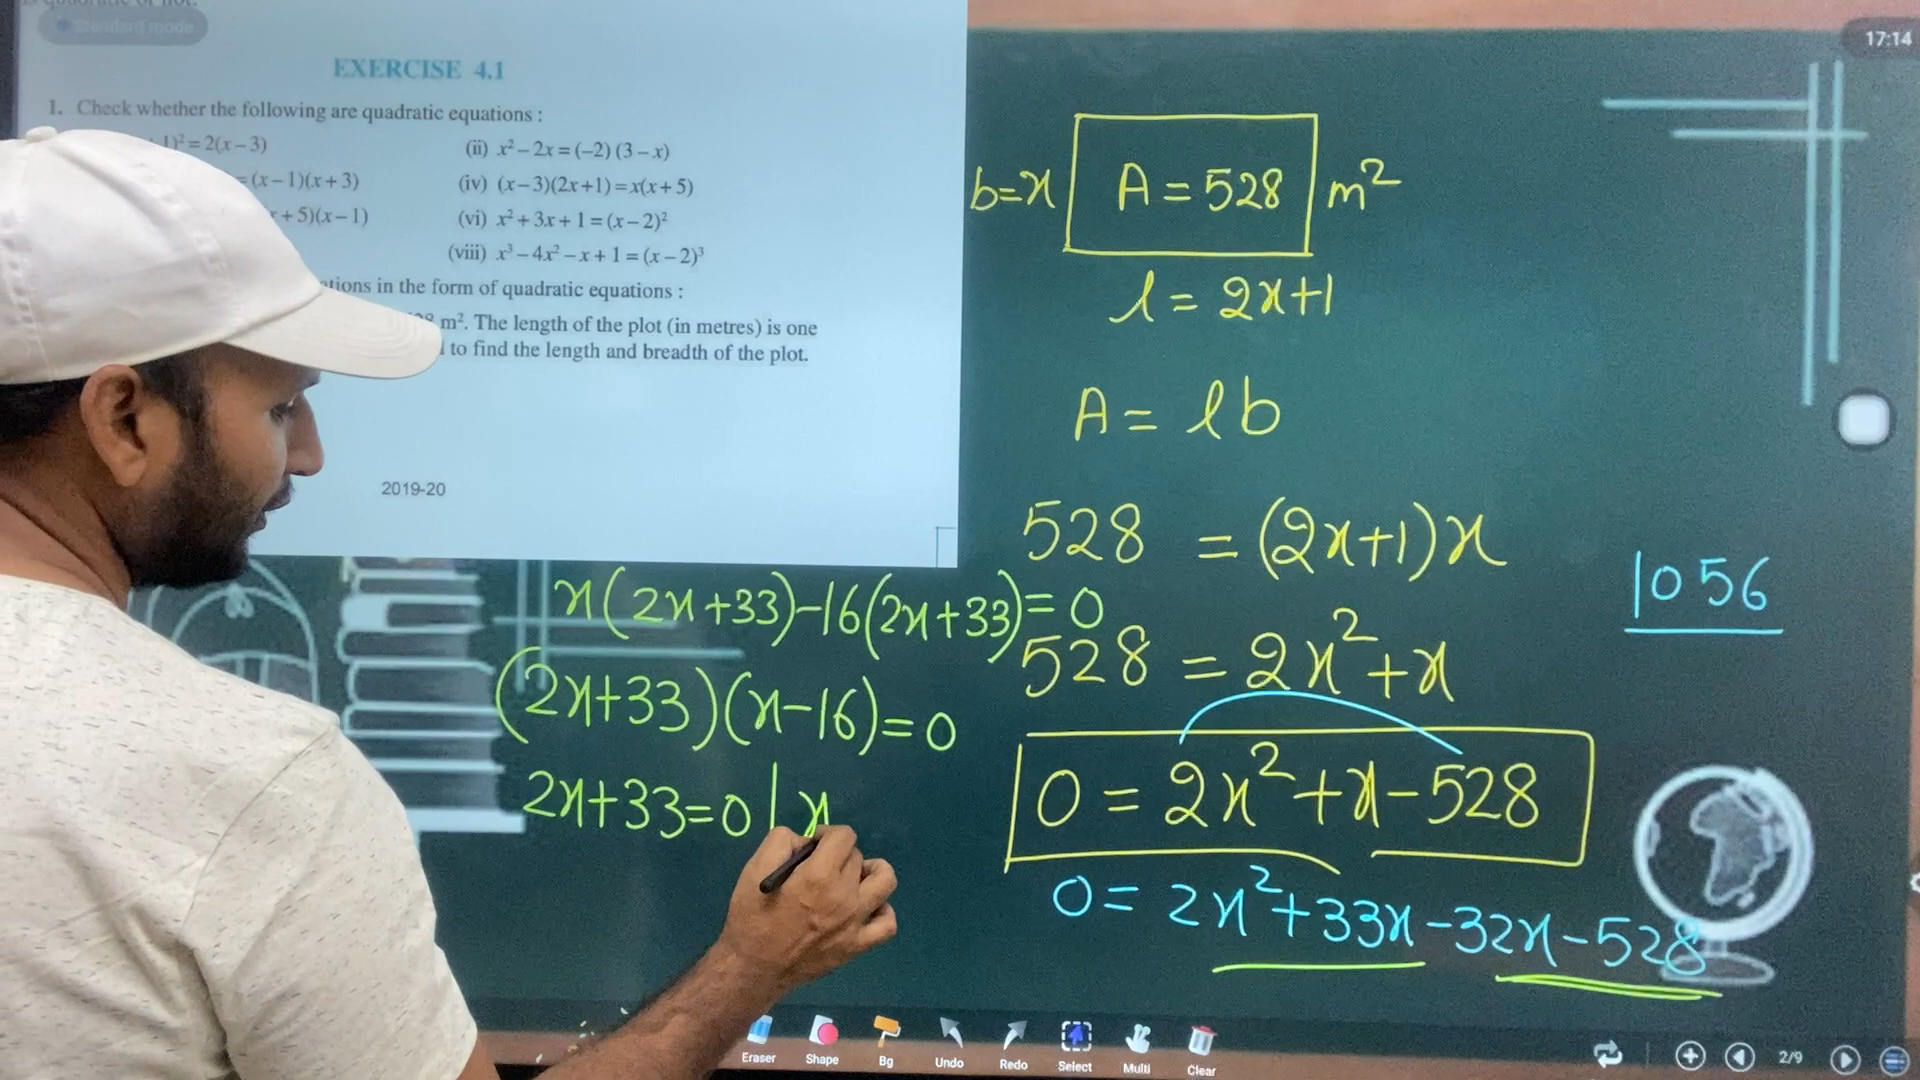 Standard mode
17:14
EXERCISE 4.1
1. Check whether the following are quadratic equations :
1)² = 2(x – 3)
(ii) x² – 2x = (–2) (3 – x)
= (x – 1)(x + 3)
(iv) (x – 3)(2x + 1) = x(x + 5)
+ 5)(x – 1)
(vi) x² + 3x + 1 = (x – 2)²
(viii) x³ – 4x² – x + 1 = (x – 2)³
in the form of quadratic equations :
m². The length of the plot (in metres) is one
to find the length and breadth of the plot.
2019-20
b=x A = 528 m²
l = 2x+1
A = lb
528 = (2x+1)x
1056
528 = 2x²+x
0 = 2x²+x-528
0 = 2x²+33x-32x-528
x(2x+33)-16(2x+33)=0
(2x+33)(x-16)=0
2x+33=0 | x
Eraser
Shape
Bg
Undo
Redo
Select
Multi
Clear
2/9